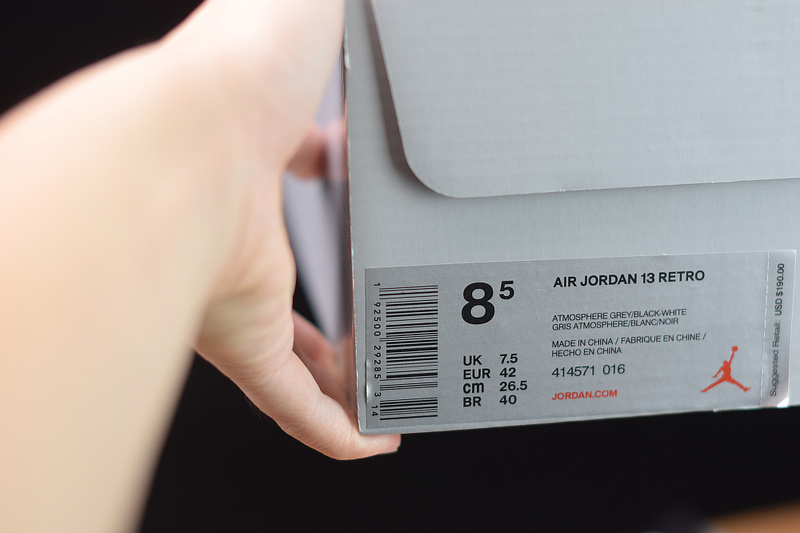 1 92500 29285 3 14
8⁵
AIR JORDAN 13 RETRO
ATMOSPHERE GREY/BLACK-WHITE
GRIS ATMOSPHERE/BLANC/NOIR
MADE IN CHINA / FABRIQUE EN CHINE /
HECHO EN CHINA
414571 016
JORDAN.COM
UK 7.5
EUR 42
cm 26.5
BR 40
Suggested Retail: USD $190.00